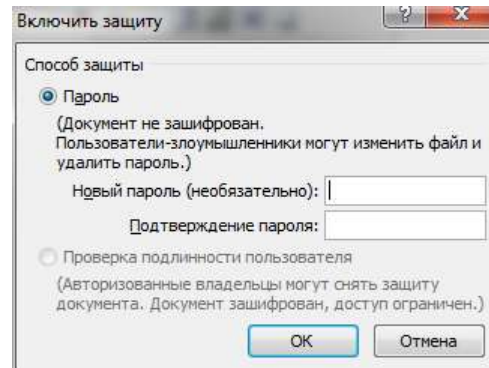 Включить защиту
Способ защиты
Пароль
(Документ не зашифрован.
Пользователи-злоумышленники могут изменить файл и
удалить пароль.)
Новый пароль (необязательно):
Подтверждение пароля:
Проверка подлинности пользователя
(Авторизованные владельцы могут снять защиту
документа. Документ зашифрован, доступ ограничен.)
ОК Отмена